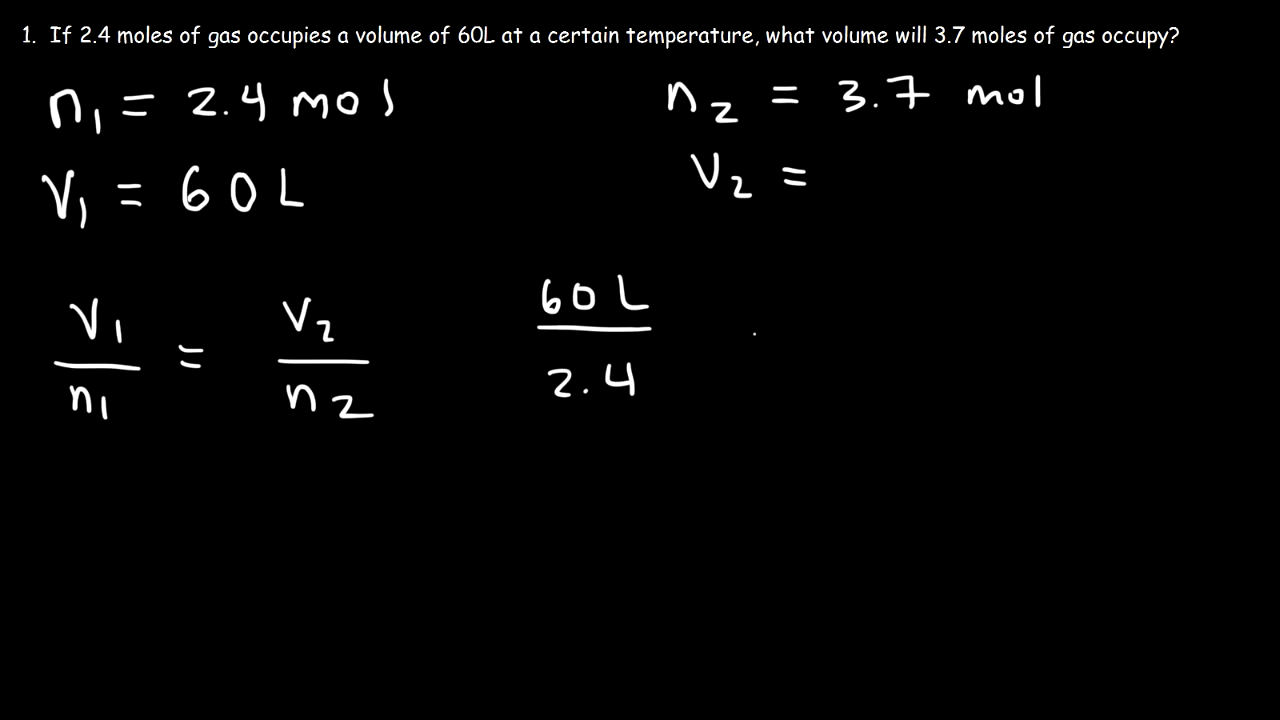 1. If 2.4 moles of gas occupies a volume of 60L at a certain temperature, what volume will 3.7 moles of gas occupy?
n₁ = 2.4 mol
n₂ = 3.7 mol
V₁ = 60 L
V₂ =
V₁/n₁ = V₂/n₂
60 L/2.4